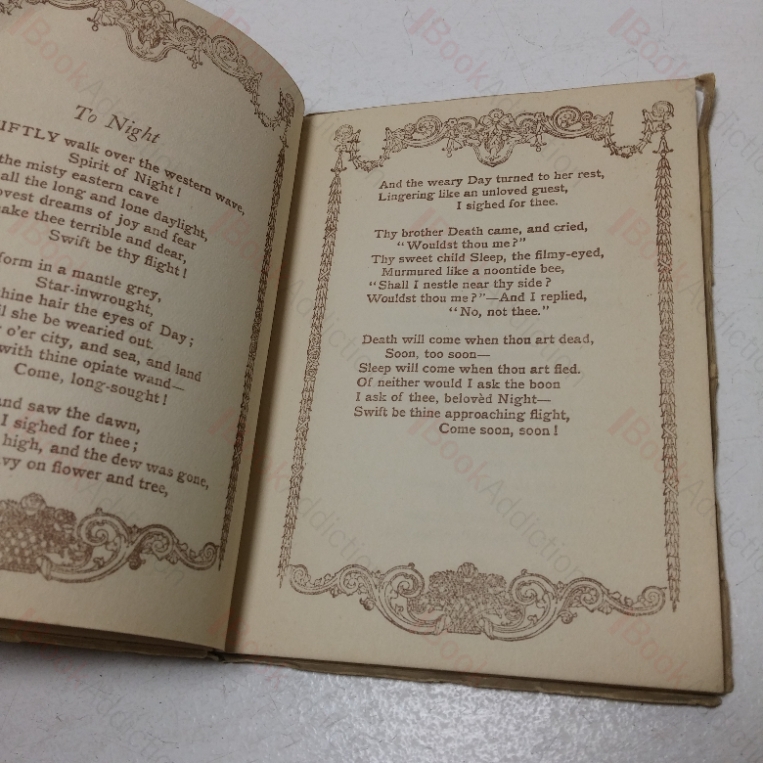 To Night
IFTLY walk over the western wave,
Spirit of Night!
the misty eastern cave
all the long and lone daylight,
ovest dreams of joy and fear
ake thee terrible and dear,
Swift be thy flight!
form in a mantle grey,
Star-inwrought,
hine hair the eyes of Day;
il she be wearied out.
o'er city, and sea, and land
with thine opiate wand—
Come, long-sought!
and saw the dawn,
I sighed for thee;
high, and the dew was gone,
vy on flower and tree,
And the weary Day turned to her rest,
Lingering like an unloved guest,
I sighed for thee.
Thy brother Death came, and cried,
"Wouldst thou me?"
Thy sweet child Sleep, the filmy-eyed,
Murmured like a noontide bee,
"Shall I nestle near thy side?
Wouldst thou me?"—And I replied,
"No, not thee."
Death will come when thou art dead,
Soon, too soon—
Sleep will come when thou art fled.
Of neither would I ask the boon
I ask of thee, belovèd Night—
Swift be thine approaching flight,
Come soon, soon!
BookAddiction